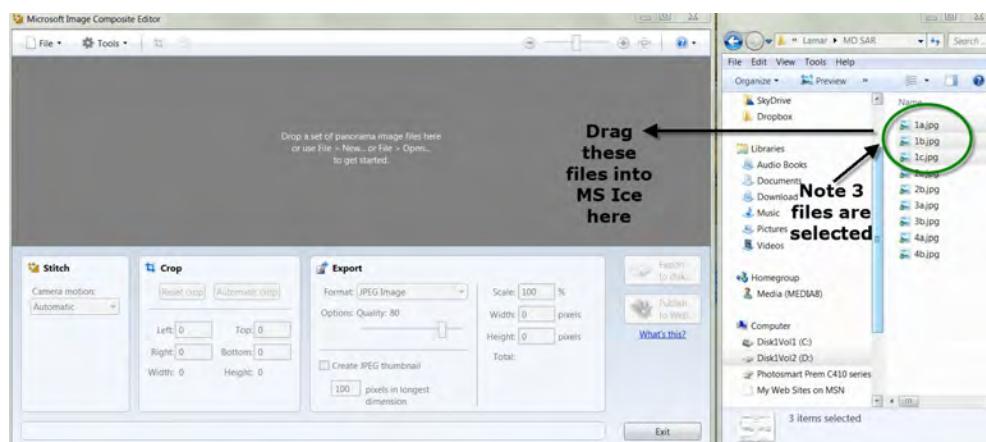 Microsoft Image Composite Editor
File
Tools
Drop a set of panorama image files here
or use File > New... or File > Open...
to get started.
Stitch
Camera motion:
Automatic
Crop
Reset crop
Automatic crop
Left: 0
Top: 0
Right: 0
Bottom: 0
Width: 0
Height: 0
Export
Format: JPEG Image
Options: Quality: 80
Create JPEG thumbnail
100 pixels in longest
dimension
Scale: 100 %
Width: 0 pixels
Height: 0 pixels
Total:
Export
to disk...
Publish
to Web...
What's this?
Exit
Drag
these
files into
MS Ice
here
Note 3
files are
selected
« Lamar MD SAR
Search ...
File Edit View Tools Help
Organize Preview »
SkyDrive
Dropbox
Libraries
Audio Books
Documents
Download
Music
Pictures
Videos
Homegroup
Media (MEDIA8)
Computer
Disk1Vol1 (C:)
Disk1Vol2 (D:)
Photosmart Prem C410 series
My Web Sites on MSN
Name
1a.jpg
1b.jpg
1c.jpg
2b.jpg
3a.jpg
3b.jpg
4a.jpg
4b.jpg
3 items selected